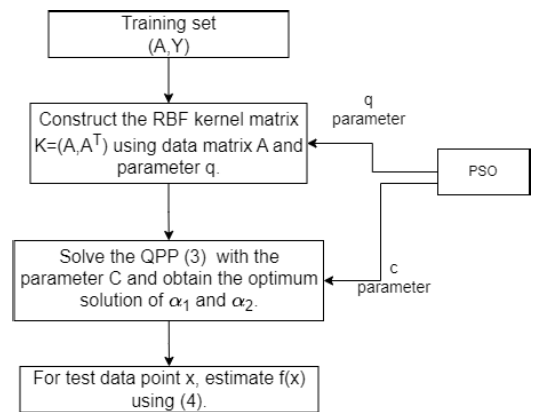 Training set
(A,Y)
Construct the RBF kernel matrix
K=(A,Aᵀ) using data matrix A and
parameter q.
q
parameter
PSO
Solve the QPP (3) with the
parameter C and obtain the optimum
solution of α₁ and α₂.
c
parameter
For test data point x, estimate f(x)
using (4).